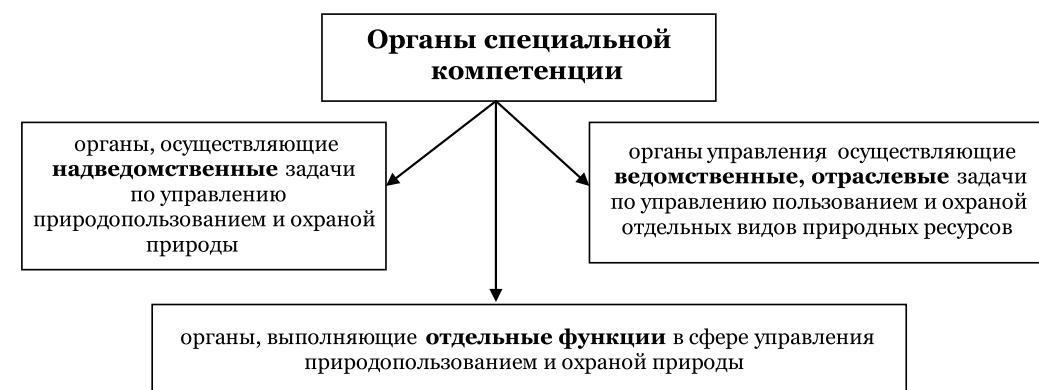 Органы специальной
компетенции
органы, осуществляющие
надведомственные задачи
по управлению
природопользованием и охраной
природы
органы управления осуществляющие
ведомственные, отраслевые задачи
по управлению пользованием и охраной
отдельных видов природных ресурсов
органы, выполняющие отдельные функции в сфере управления
природопользованием и охраной природы